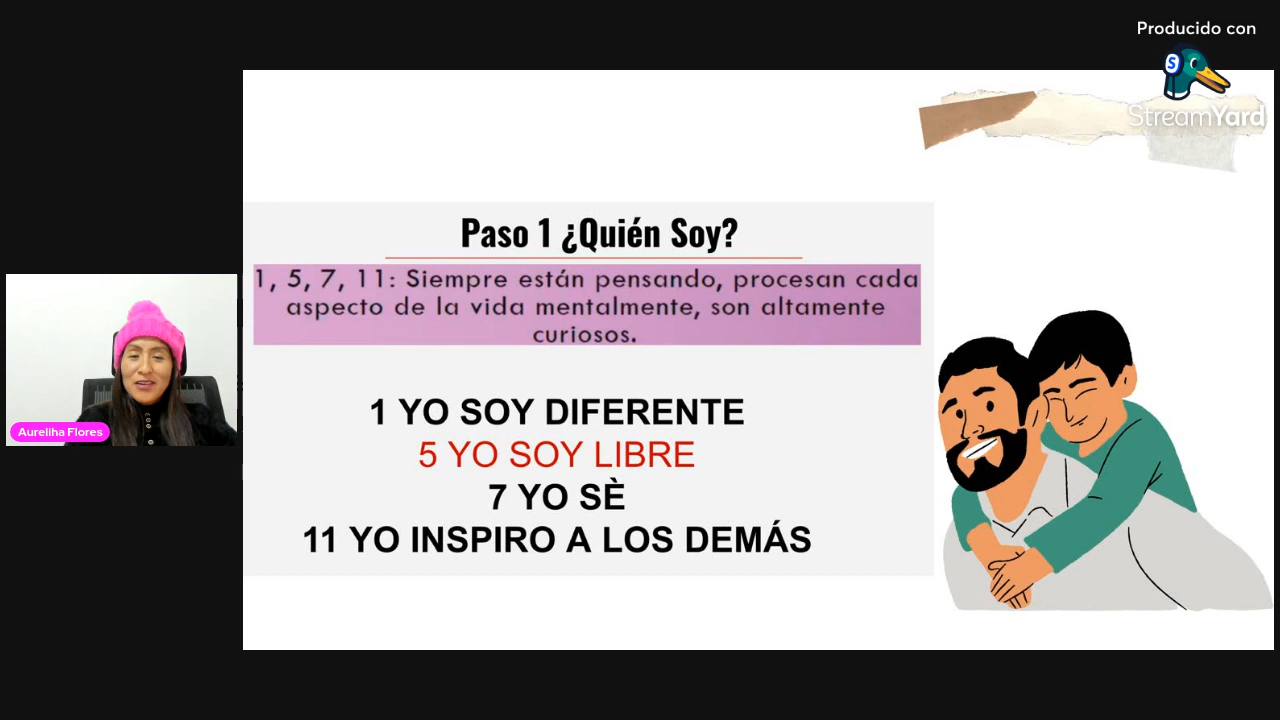 Producido con
StreamYard
Paso 1 ¿Quién Soy?
1, 5, 7, 11: Siempre están pensando, procesan cada
aspecto de la vida mentalmente, son altamente
curiosos.
1 YO SOY DIFERENTE
5 YO SOY LIBRE
7 YO SÈ
11 YO INSPIRO A LOS DEMÁS
Aureliha Flores